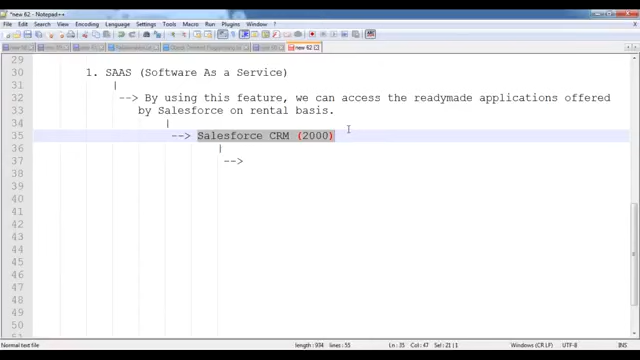 *new 62 - Notepad++
File Edit Search View Encoding Language Settings Tools Macro Run Plugins Window ?
new 62
29
30 1. SAAS (Software As a Service)
31 |
32 --> By using this feature, we can access the readymade applications offered
33 by Salesforce on rental basis.
34 |
35 --> Salesforce CRM (2000)
36 |
37 -->
38
39
40
41
42
43
44
45
46
47
48
49
50
51
Normal text file length : 934 lines : 55 Ln : 35 Col : 47 Sel : 21 | 1 Windows (CR LF) UTF-8 INS